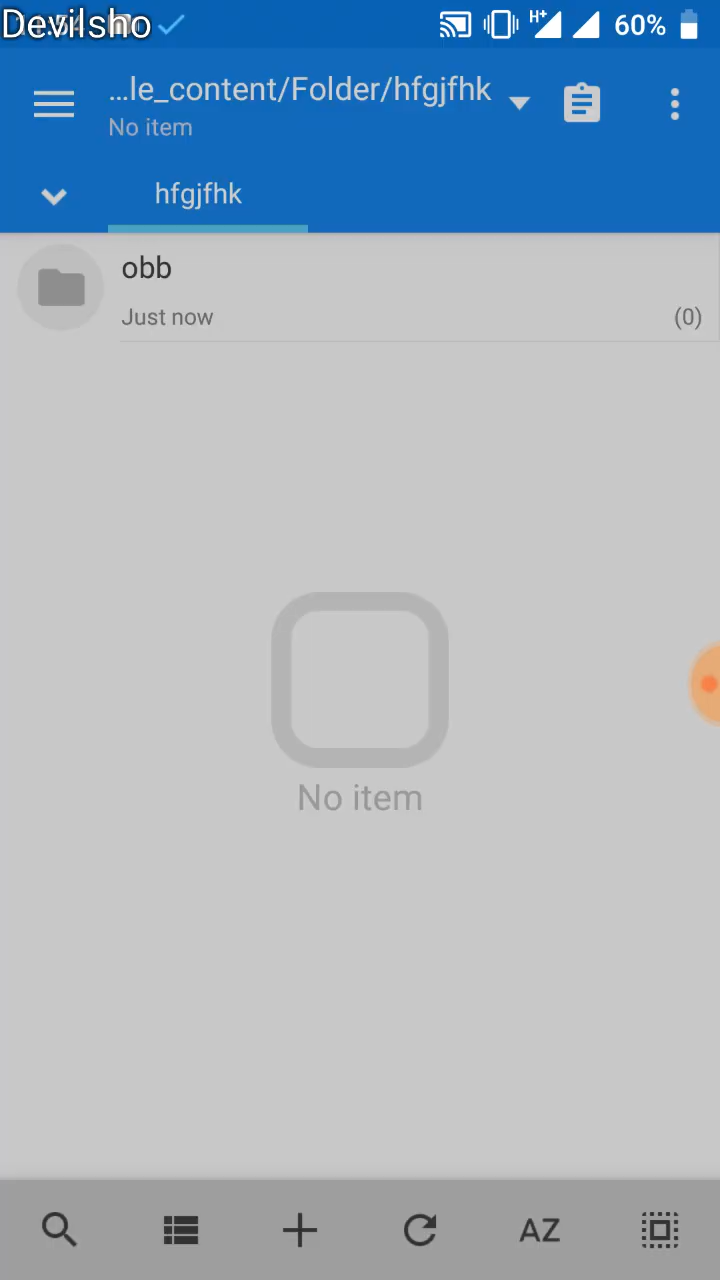 Devilsho
H+ 60%
...le_content/Folder/hfgjfhk
No item
hfgjfhk
obb
Just now
(0)
No item
AZ